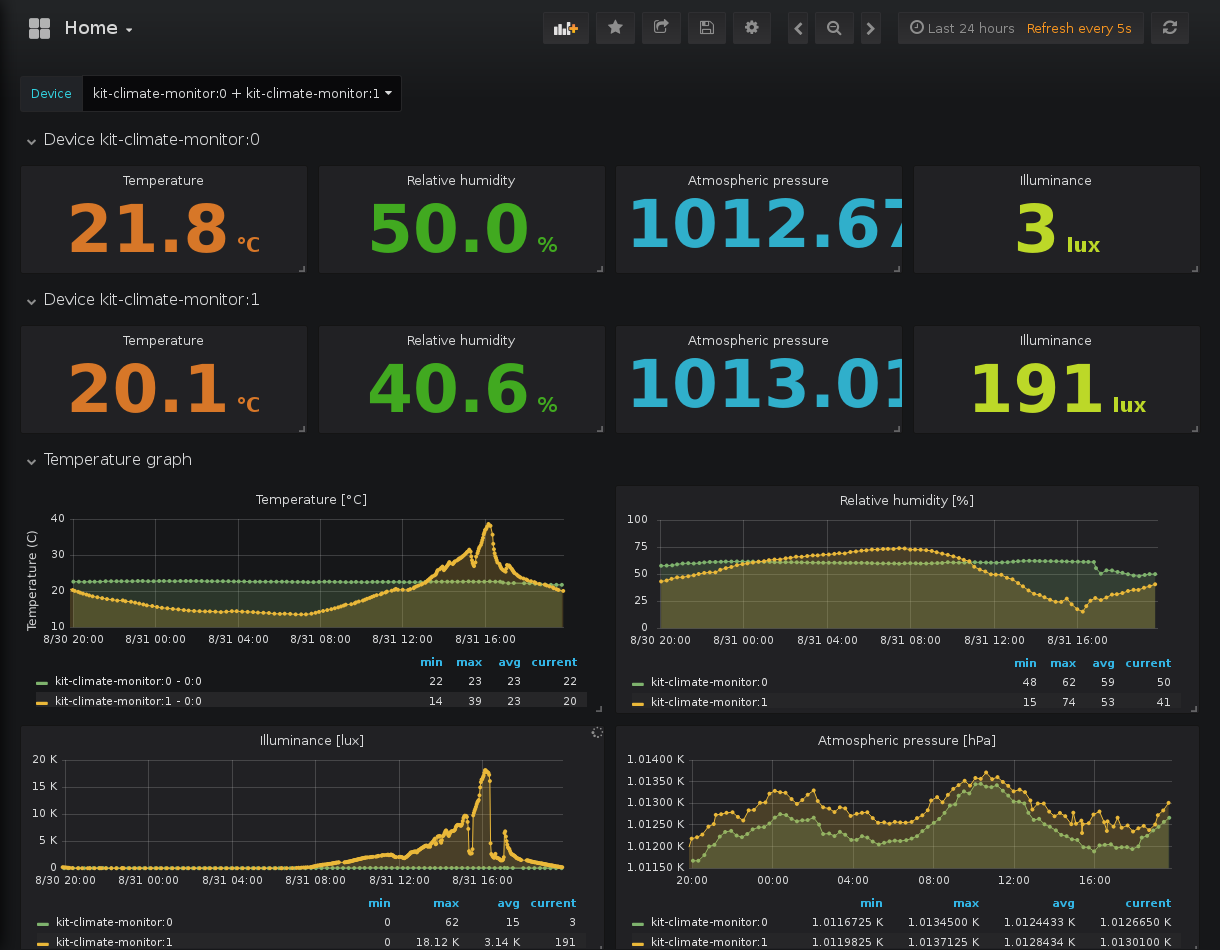 Home
Last 24 hours Refresh every 5s
Device kit-climate-monitor:0 + kit-climate-monitor:1
Device kit-climate-monitor:0
Temperature Relative humidity Atmospheric pressure Illuminance
21.8 °C 50.0 % 1012.67 3 lux
Device kit-climate-monitor:1
Temperature Relative humidity Atmospheric pressure Illuminance
20.1 °C 40.6 % 1013.01 191 lux
Temperature graph
Temperature [°C]
Temperature (C)
40
30
20
10
8/30 20:00 8/31 00:00 8/31 04:00 8/31 08:00 8/31 12:00 8/31 16:00
min max avg current
kit-climate-monitor:0 - 0:0 22 23 23 22
kit-climate-monitor:1 - 0:0 14 39 23 20
Relative humidity [%]
100
75
50
25
0
8/30 20:00 8/31 00:00 8/31 04:00 8/31 08:00 8/31 12:00 8/31 16:00
min max avg current
kit-climate-monitor:0 48 62 59 50
kit-climate-monitor:1 15 74 53 41
Illuminance [lux]
20 K
15 K
10 K
5 K
0
8/30 20:00 8/31 00:00 8/31 04:00 8/31 08:00 8/31 12:00 8/31 16:00
min max avg current
kit-climate-monitor:0 0 62 15 3
kit-climate-monitor:1 0 18.12 K 3.14 K 191
Atmospheric pressure [hPa]
1.01400 K
1.01350 K
1.01300 K
1.01250 K
1.01200 K
1.01150 K
20:00 00:00 04:00 08:00 12:00 16:00
min max avg current
kit-climate-monitor:0 1.0116725 K 1.0134500 K 1.0124433 K 1.0126650 K
kit-climate-monitor:1 1.0119825 K 1.0137125 K 1.0128434 K 1.0130100 K